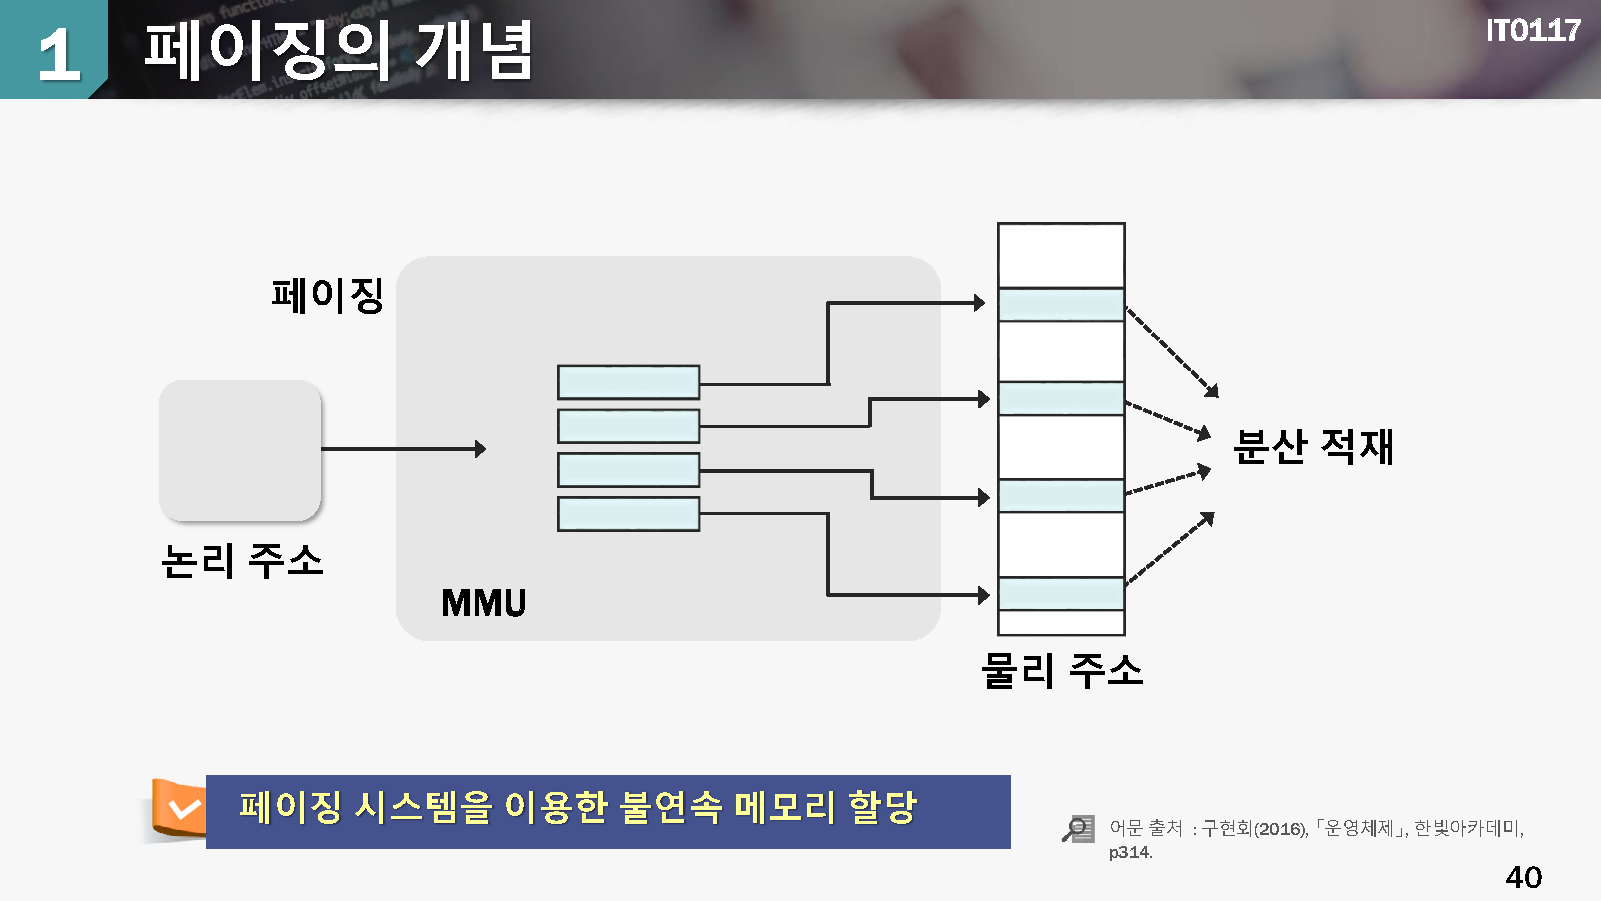 1
페이징의 개념
IT0117
페이징
논리 주소
MMU
물리 주소
분산 적재
페이징 시스템을 이용한 불연속 메모리 할당
어문 출처 : 구현회(2016), 「운영체제」, 한빛아카데미,
p314.
40